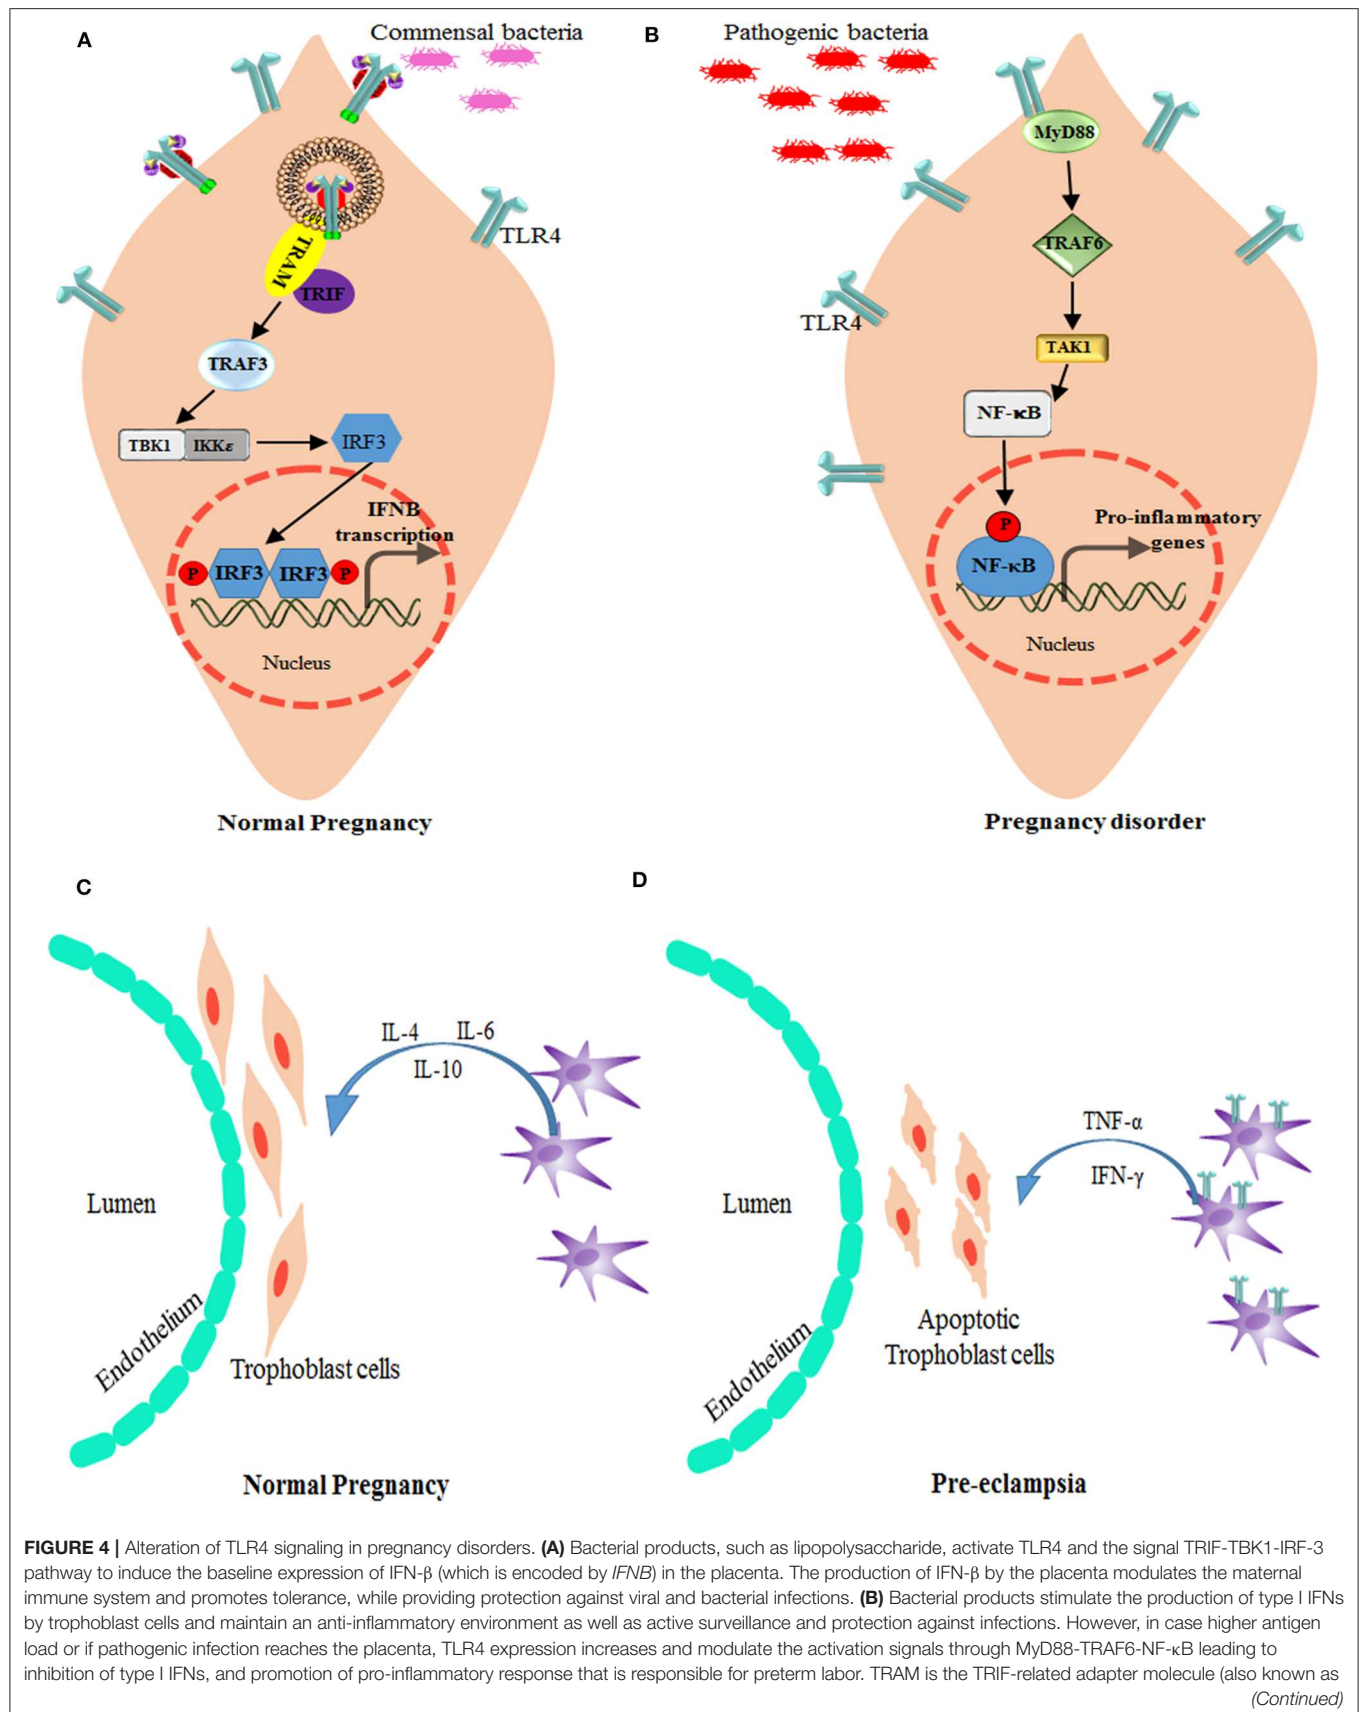 A
Commensal bacteria
TLR4
TRAM
TRIF
TRAF3
TBK1 IKKε
IRF3
IFNB
transcription
P IRF3 IRF3 P
Nucleus
Normal Pregnancy
B
Pathogenic bacteria
MyD88
TRAF6
TLR4
TAK1
NF-κB
P
Pro-inflammatory
genes
NF-κB
Nucleus
Pregnancy disorder
C
IL-4 IL-6
IL-10
Lumen
Endothelium
Trophoblast cells
Normal Pregnancy
D
TNF-α
IFN-γ
Lumen
Endothelium
Apoptotic
Trophoblast cells
Pre-eclampsia
FIGURE 4 | Alteration of TLR4 signaling in pregnancy disorders. (A) Bacterial products, such as lipopolysaccharide, activate TLR4 and the signal TRIF-TBK1-IRF-3
pathway to induce the baseline expression of IFN-β (which is encoded by IFNB) in the placenta. The production of IFN-β by the placenta modulates the maternal
immune system and promotes tolerance, while providing protection against viral and bacterial infections. (B) Bacterial products stimulate the production of type I IFNs
by trophoblast cells and maintain an anti-inflammatory environment as well as active surveillance and protection against infections. However, in case higher antigen
load or if pathogenic infection reaches the placenta, TLR4 expression increases and modulate the activation signals through MyD88-TRAF6-NF-κB leading to
inhibition of type I IFNs, and promotion of pro-inflammatory response that is responsible for preterm labor. TRAM is the TRIF-related adapter molecule (also known as
(Continued)